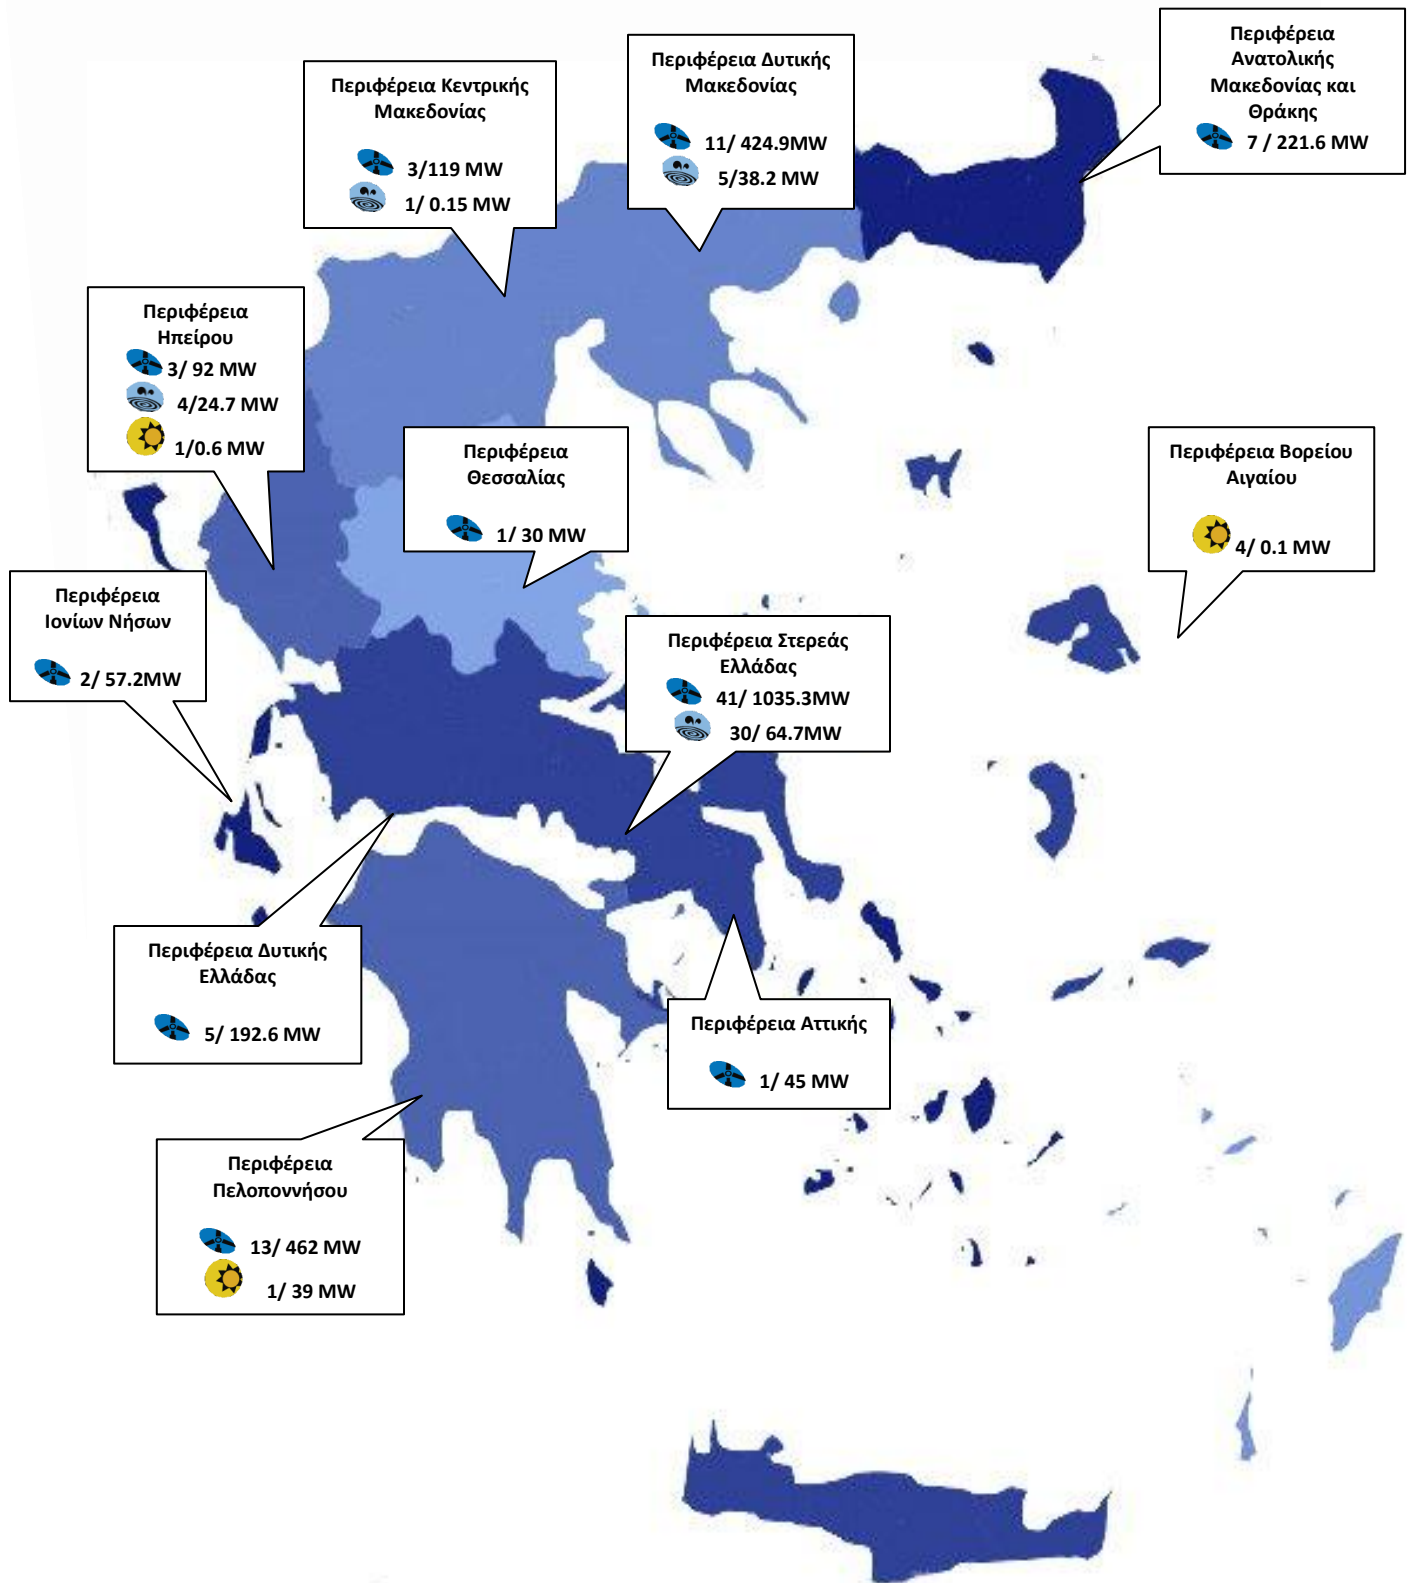 Περιφέρεια
Ανατολικής
Μακεδονίας και
Θράκης
7 / 221.6 MW
Περιφέρεια Δυτικής
Μακεδονίας
11/ 424.9MW
5/38.2 MW
Περιφέρεια Κεντρικής
Μακεδονίας
3/119 MW
1/ 0.15 MW
Περιφέρεια
Ηπείρου
3/ 92 MW
4/24.7 MW
1/0.6 MW
Περιφέρεια
Θεσσαλίας
1/ 30 MW
Περιφέρεια Βορείου
Αιγαίου
4/ 0.1 MW
Περιφέρεια
Ιονίων Νήσων
2/ 57.2MW
Περιφέρεια Στερεάς
Ελλάδας
41/ 1035.3MW
30/ 64.7MW
Περιφέρεια Δυτικής
Ελλάδας
5/ 192.6 MW
Περιφέρεια Αττικής
1/ 45 MW
Περιφέρεια
Πελοποννήσου
13/ 462 MW
1/ 39 MW